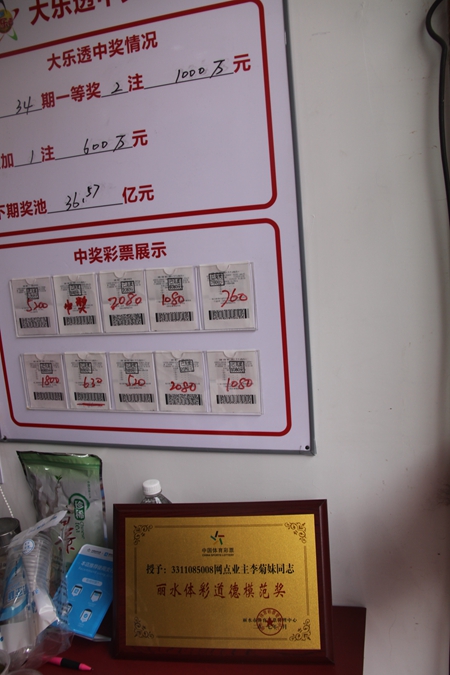 大乐透中奖
大乐透中奖情况
34 期一等奖 2 注 1000万 元
加 1 注 600万 元
下期奖池 36.57 亿元
中奖彩票展示
5200 中奖 2080 1080 260
1800 630 520 2080 1080
中国体育彩票
授予：3311085008网点业主李菊妹同志
丽水体彩道德模范奖